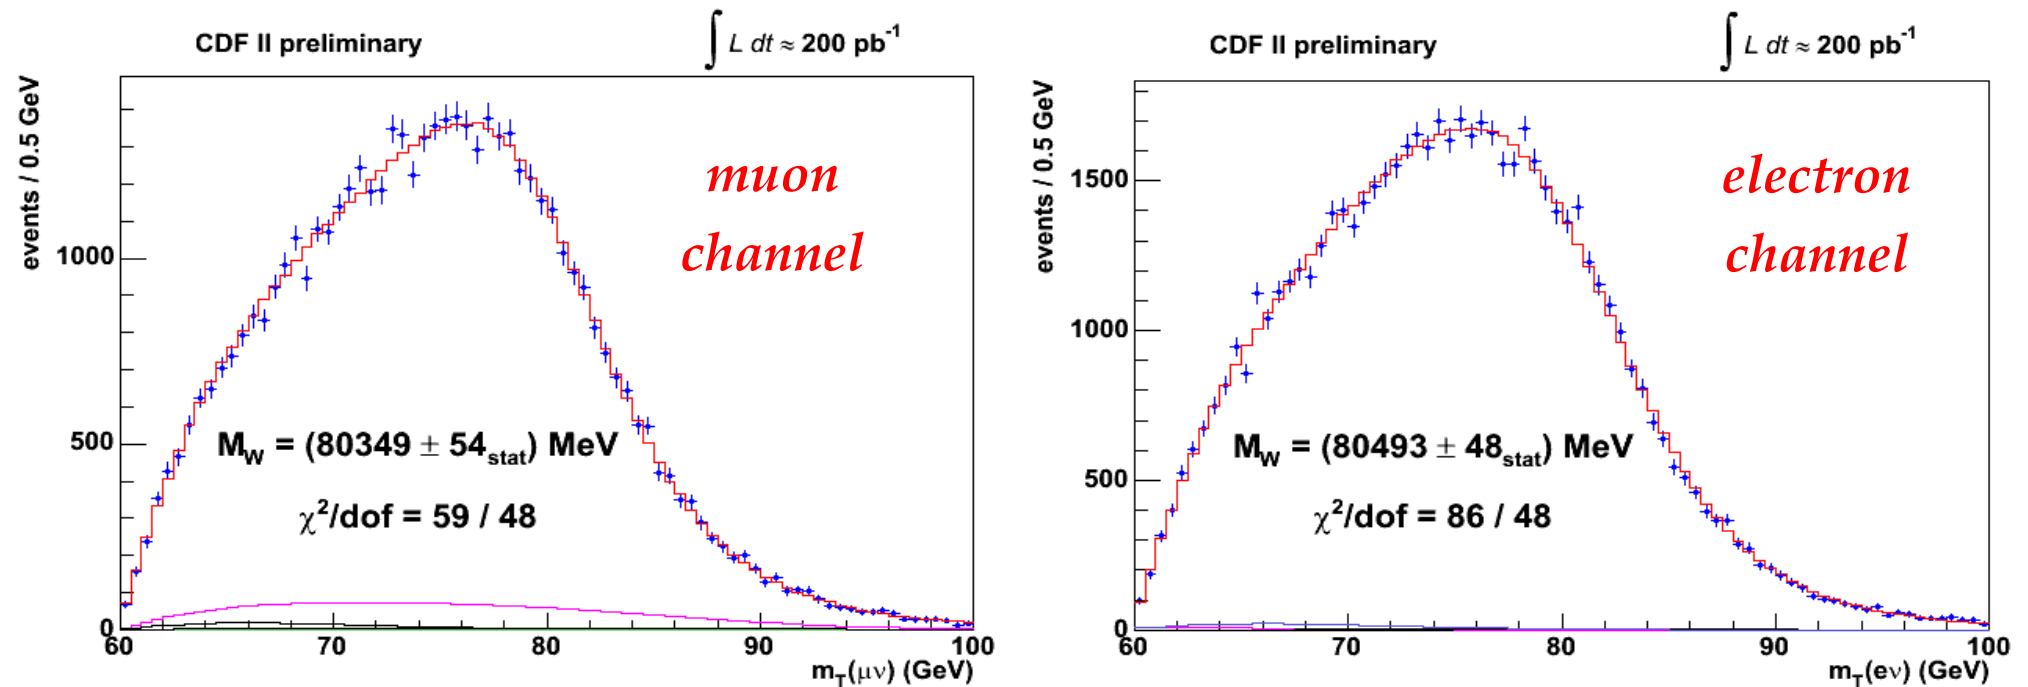 CDF II preliminary
∫ L dt ≈ 200 pb⁻¹
events / 0.5 GeV
1000
500
0
muon
channel
M_W = (80349 ± 54_stat) MeV
χ²/dof = 59 / 48
60 70 80 90 100
m_T(μν) (GeV)
CDF II preliminary
∫ L dt ≈ 200 pb⁻¹
events / 0.5 GeV
1500
1000
500
0
electron
channel
M_W = (80493 ± 48_stat) MeV
χ²/dof = 86 / 48
60 70 80 90 100
m_T(eν) (GeV)